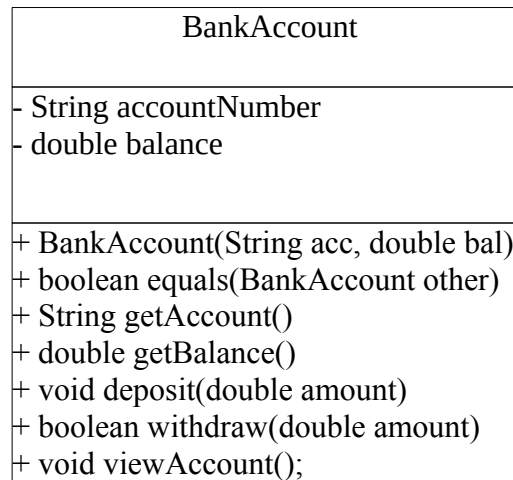 BankAccount
- String accountNumber
- double balance
+ BankAccount(String acc, double bal)
+ boolean equals(BankAccount other)
+ String getAccount()
+ double getBalance()
+ void deposit(double amount)
+ boolean withdraw(double amount)
+ void viewAccount();